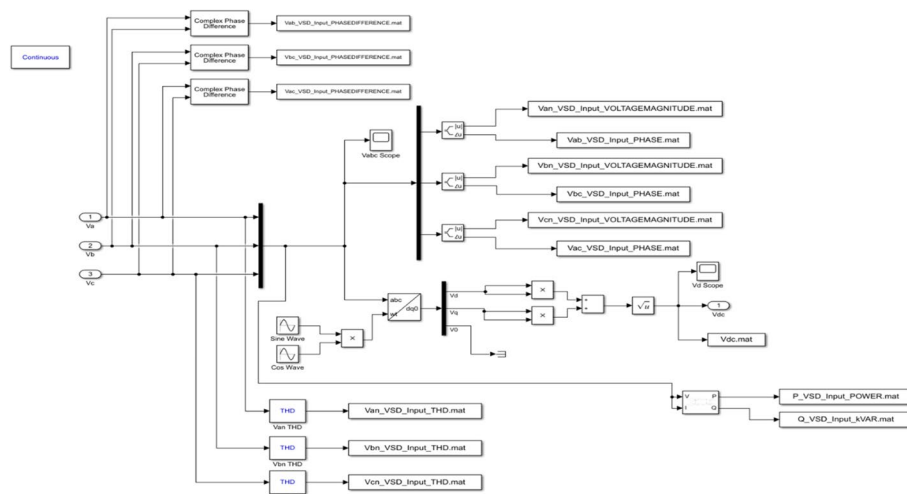 Complex Phase
Difference
Vab_VSD_Input_PHASEDIFFERENCE.mat
Continuous
Complex Phase
Difference
Vbc_VSD_Input_PHASEDIFFERENCE.mat
Complex Phase
Difference
Vac_VSD_Input_PHASEDIFFERENCE.mat
|u|
∠u
Van_VSD_Input_VOLTAGEMAGNITUDE.mat
Vab_VSD_Input_PHASE.mat
Vabc Scope
|u|
∠u
Vbn_VSD_Input_VOLTAGEMAGNITUDE.mat
Vbc_VSD_Input_PHASE.mat
1
Va
|u|
∠u
Vcn_VSD_Input_VOLTAGEMAGNITUDE.mat
2
Vb
Vac_VSD_Input_PHASE.mat
3
Vc
Vd Scope
abc
wt
dq0
Vd
Vq
V0
×
×
+
+
√u
1
Vdc
Vdc.mat
Sine Wave
×
Cos Wave
V
I
P
Q
P_VSD_Input_POWER.mat
Q_VSD_Input_kVAR.mat
THD
Van THD
Van_VSD_Input_THD.mat
THD
Vbn THD
Vbn_VSD_Input_THD.mat
THD
Vcn_VSD_Input_THD.mat